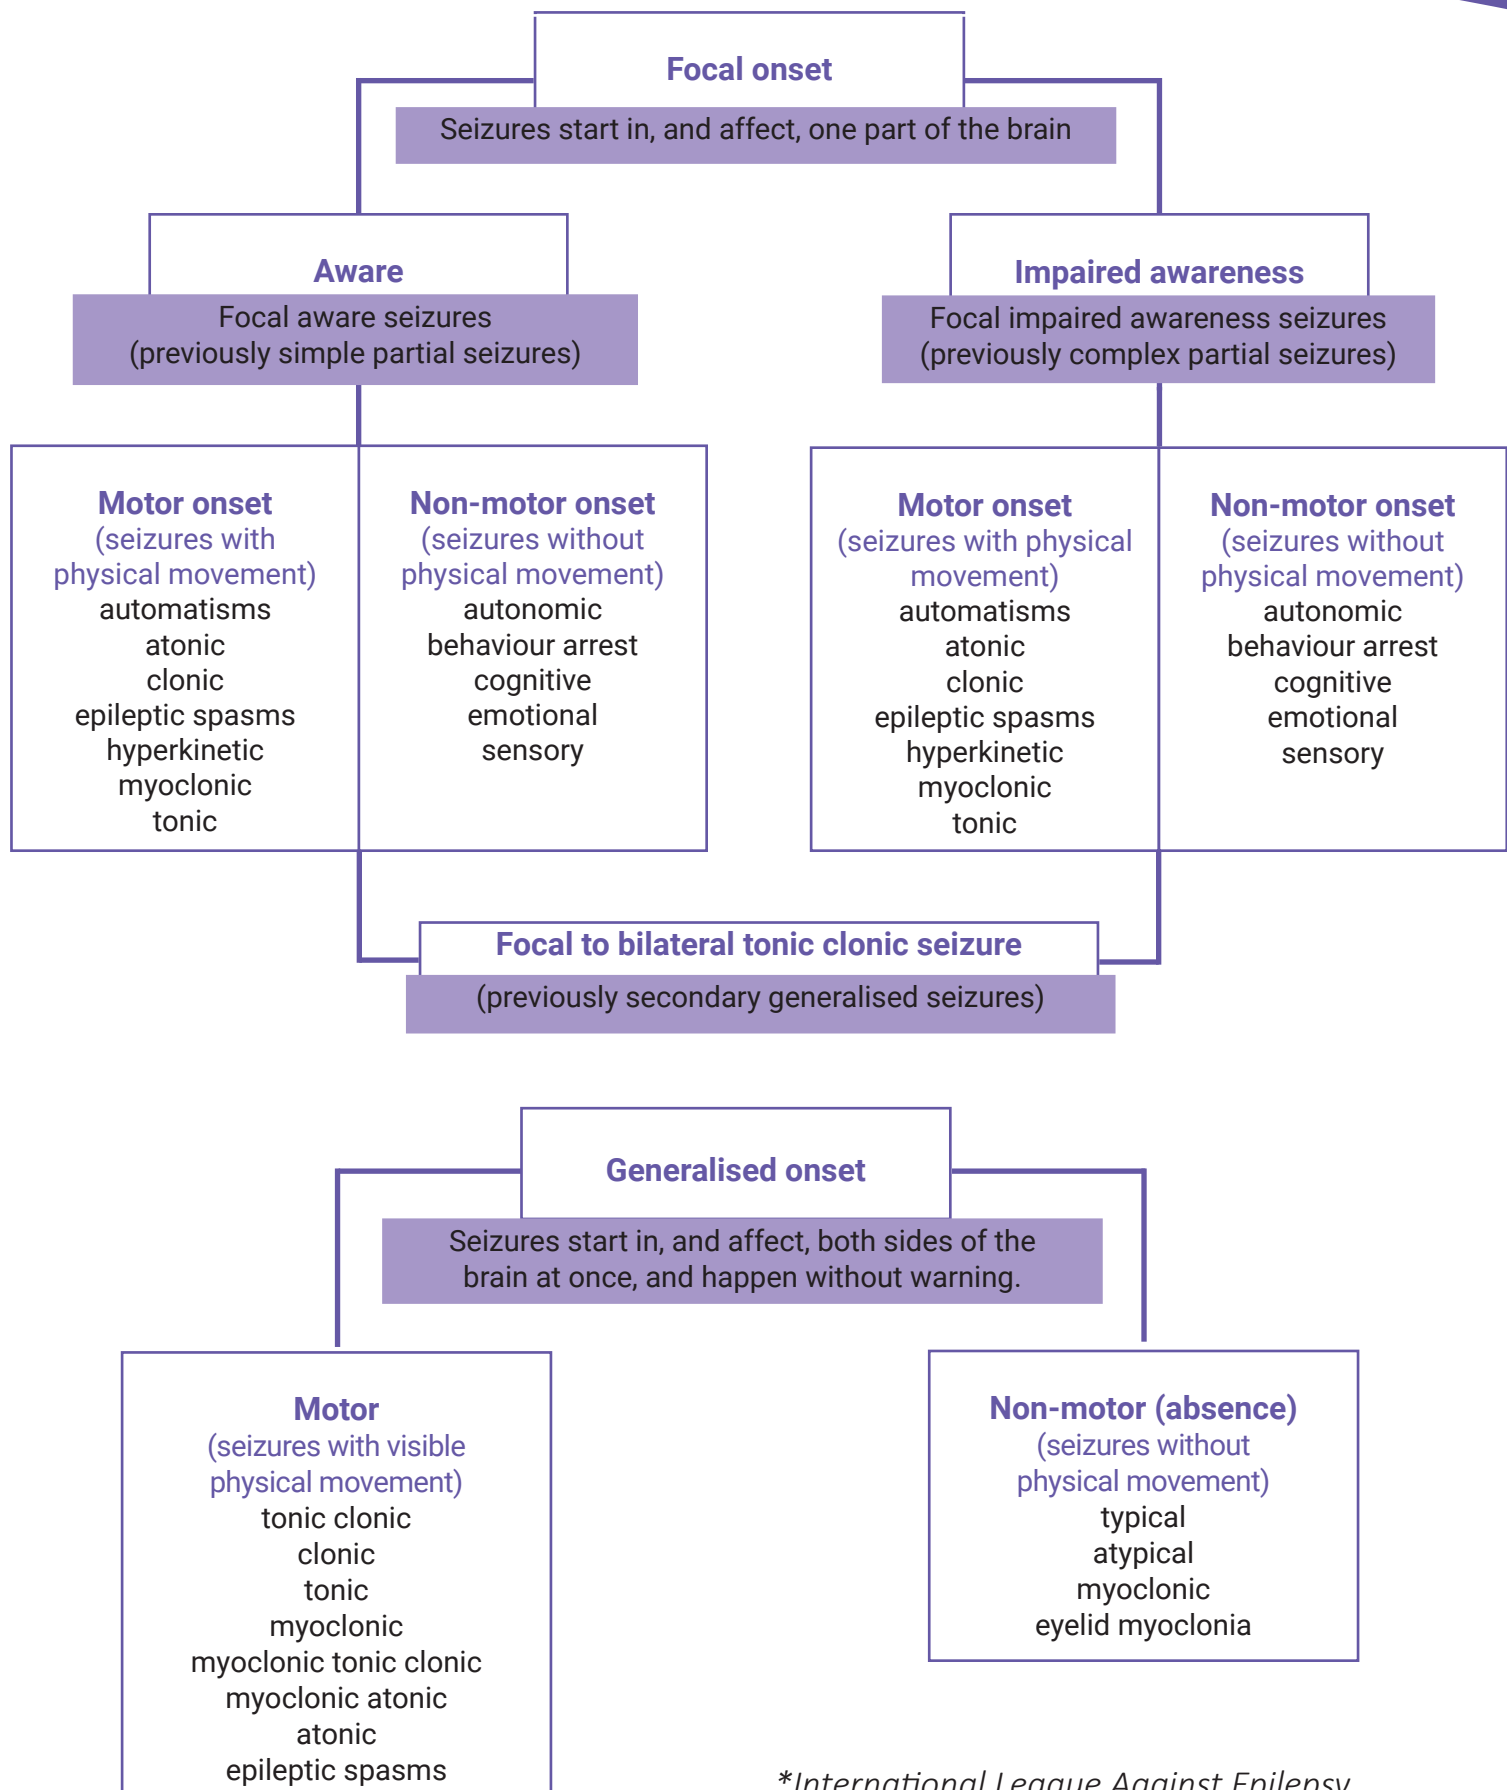 Focal onset
Seizures start in, and affect, one part of the brain
Aware
Focal aware seizures
(previously simple partial seizures)
Impaired awareness
Focal impaired awareness seizures
(previously complex partial seizures)
Motor onset
(seizures with
physical movement)
automatisms
atonic
clonic
epileptic spasms
hyperkinetic
myoclonic
tonic
Non-motor onset
(seizures without
physical movement)
autonomic
behaviour arrest
cognitive
emotional
sensory
Motor onset
(seizures with physical
movement)
automatisms
atonic
clonic
epileptic spasms
hyperkinetic
myoclonic
tonic
Non-motor onset
(seizures without
physical movement)
autonomic
behaviour arrest
cognitive
emotional
sensory
Focal to bilateral tonic clonic seizure
(previously secondary generalised seizures)
Generalised onset
Seizures start in, and affect, both sides of the
brain at once, and happen without warning.
Motor
(seizures with visible
physical movement)
tonic clonic
clonic
tonic
myoclonic
myoclonic tonic clonic
myoclonic atonic
atonic
epileptic spasms
Non-motor (absence)
(seizures without
physical movement)
typical
atypical
myoclonic
eyelid myoclonia
*International League Against Epilepsy